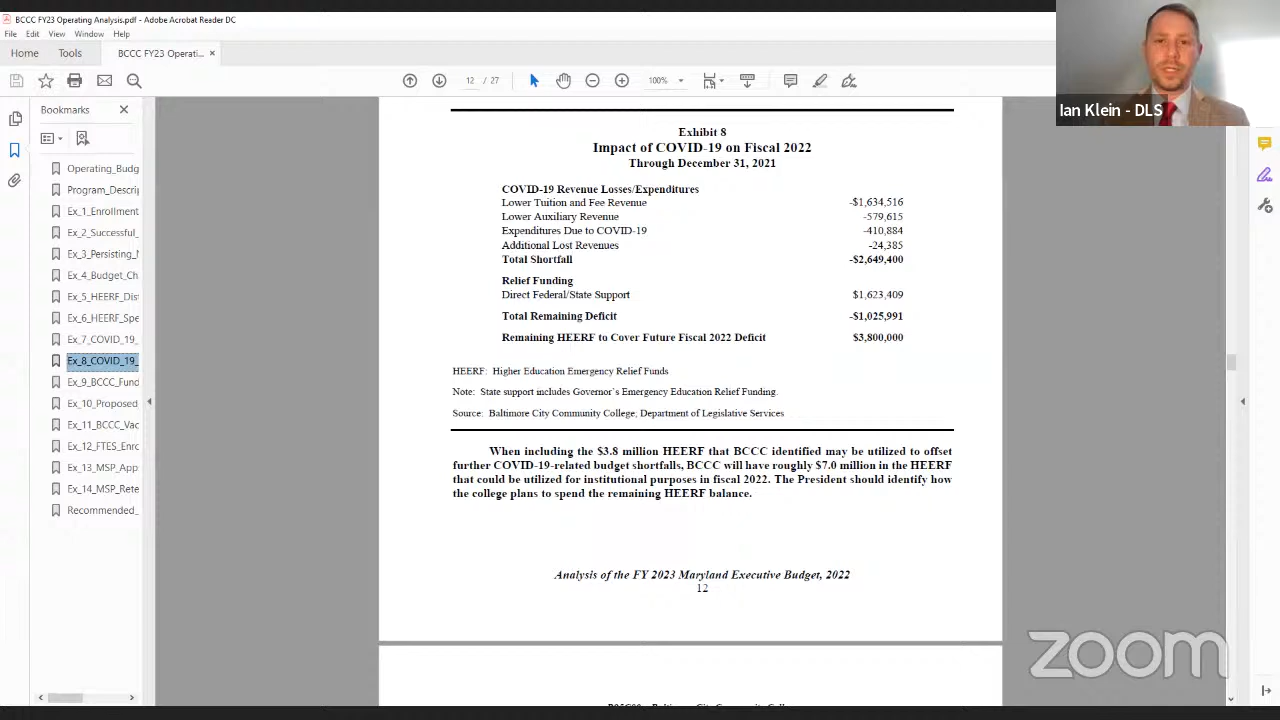 BCCC FY23 Operating Analysis.pdf - Adobe Acrobat Reader DC
File Edit View Window Help
Home Tools BCCC FY23 Operati... ×
12 / 27 100%
Ian Klein - DLS
Bookmarks ×
Operating_Budg
Program_Descrip
Ex_1_Enrollment
Ex_2_Successful_
Ex_3_Persisting_N
Ex_4_Budget_Ch
Ex_5_HEERF_Dist
Ex_6_HEERF_Spe
Ex_7_COVID_19_
Ex_8_COVID_19_
Ex_9_BCCC_Fund
Ex_10_Proposed
Ex_11_BCCC_Vac
Ex_12_FTES_Enrc
Ex_13_MSP_App
Ex_14_MSP_Rete
Recommended_
Exhibit 8
Impact of COVID-19 on Fiscal 2022
Through December 31, 2021
COVID-19 Revenue Losses/Expenditures
Lower Tuition and Fee Revenue -$1,634,516
Lower Auxiliary Revenue -579,615
Expenditures Due to COVID-19 -410,884
Additional Lost Revenues -24,385
Total Shortfall -$2,649,400
Relief Funding
Direct Federal/State Support $1,623,409
Total Remaining Deficit -$1,025,991
Remaining HEERF to Cover Future Fiscal 2022 Deficit $3,800,000
HEERF: Higher Education Emergency Relief Funds
Note: State support includes Governor's Emergency Education Relief Funding.
Source: Baltimore City Community College; Department of Legislative Services
When including the $3.8 million HEERF that BCCC identified may be utilized to offset
further COVID-19-related budget shortfalls, BCCC will have roughly $7.0 million in the HEERF
that could be utilized for institutional purposes in fiscal 2022. The President should identify how
the college plans to spend the remaining HEERF balance.
Analysis of the FY 2023 Maryland Executive Budget, 2022
12
zoom